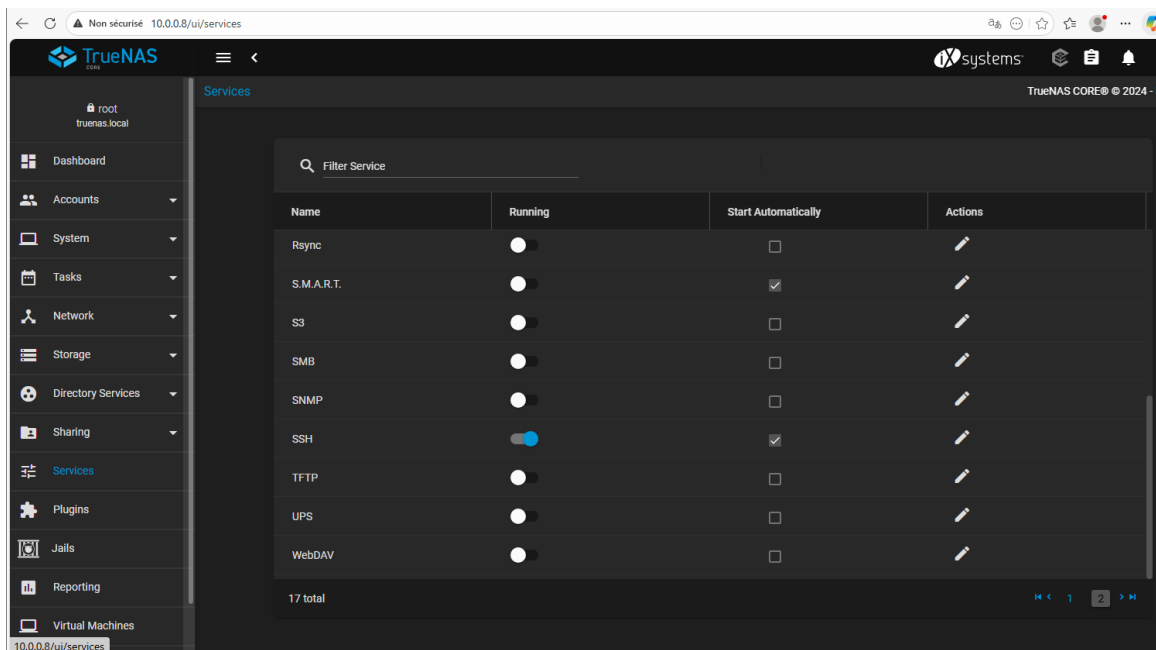 Non sécurisé 10.0.0.8/ui/services
TrueNAS
CORE
iX systems
root
truenas.local
Services
TrueNAS CORE® © 2024 -
Dashboard
Accounts
System
Tasks
Network
Storage
Directory Services
Sharing
Services
Plugins
Jails
Reporting
Virtual Machines
Filter Service
Name Running Start Automatically Actions
Rsync
S.M.A.R.T.
S3
SMB
SNMP
SSH
TFTP
UPS
WebDAV
17 total
1 2
10.0.0.8/ui/services